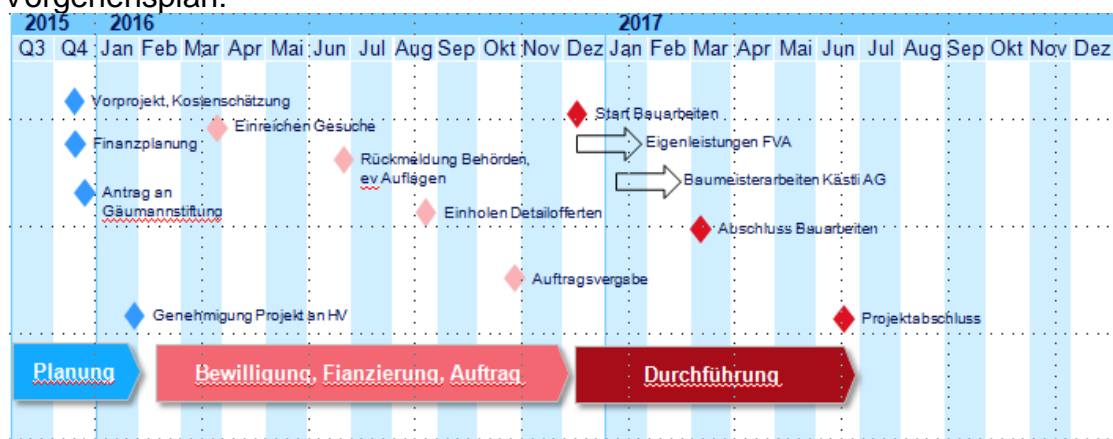 Vorgehensplan:
2015 2016 2017
Q3 Q4 Jan Feb Mar Apr Mai Jun Jul Aug Sep Okt Nov Dez Jan Feb Mar Apr Mai Jun Jul Aug Sep Okt Nov Dez
Vorprojekt, Kostenschätzung
Start Bauarbeiten
Einreichen Gesuche
Finanzplanung
Eigenleistungen FVA
Rückmeldung Behörden,
ev Auflagen
Baumeisterarbeiten Kästli AG
Antrag an
Gäumannstiftung
Einholen Detailofferten
Abschluss Bauarbeiten
Auftragsvergabe
Genehmigung Projekt an HV
Projektabschluss
Planung
Bewilligung, Fianzierung, Auftrag
Durchführung